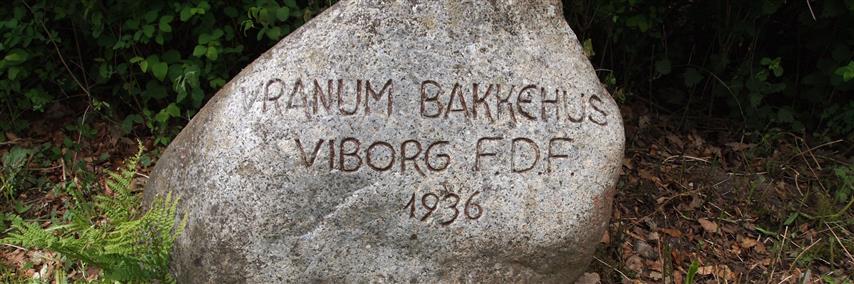 VRANUM BAKKEHUS
VIBORG F.D.F.
1936